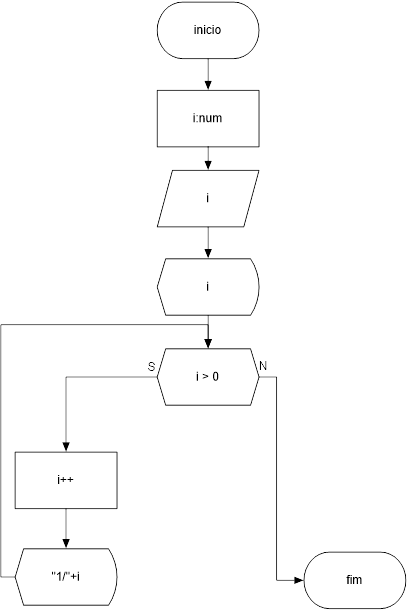 inicio
i:num
i
i
i > 0
S
N
i++
"1/"+i
fim